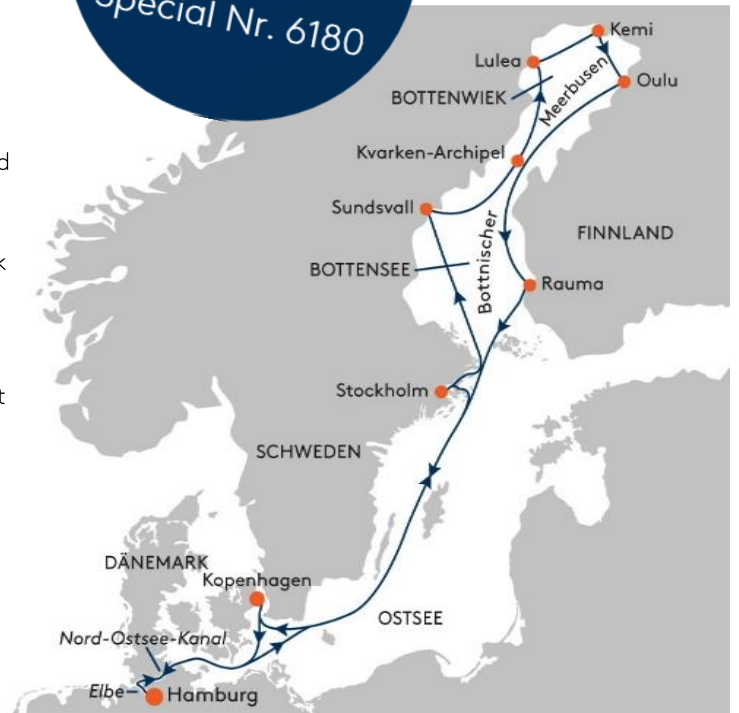 Special Nr. 6180
Kemi
Lulea
Oulu
BOTTENWIEK
Meerbusen
d
Kvarken-Archipel
Sundsvall
Bottnischer
FINNLAND
k
BOTTENSEE
Rauma
t
Stockholm
SCHWEDEN
DÄNEMARK
Kopenhagen
OSTSEE
Nord-Ostsee-Kanal
Elbe
Hamburg